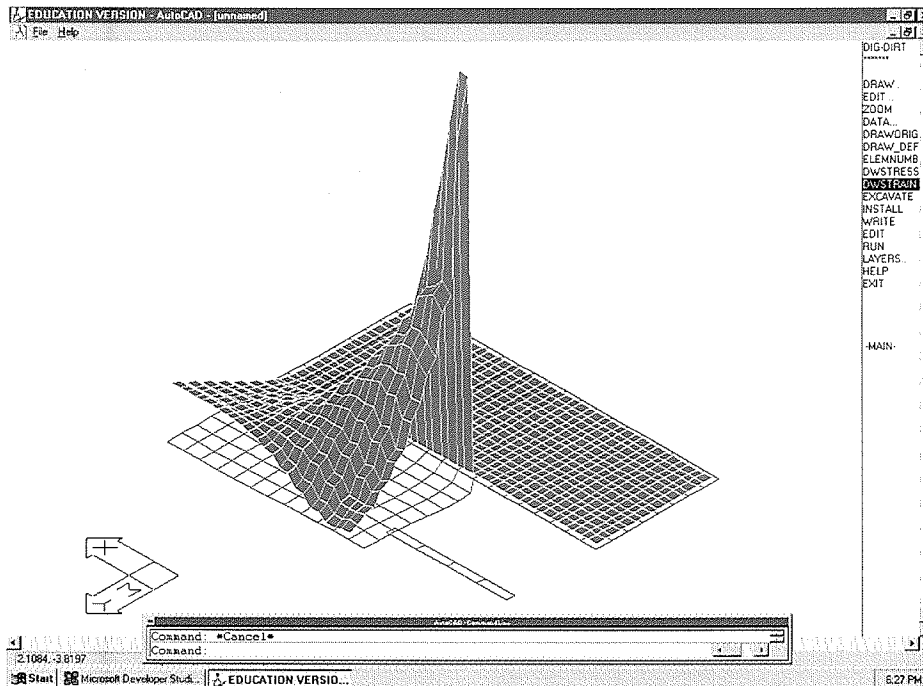 EDUCATION VERSION - AutoCAD - [unnamed]
File Help
DIG-DIRT
*******
DRAW..
EDIT..
ZOOM
DATA...
DRAWORIG
DRAW_DEF
ELEMNUMB
DWSTRESS
DWSTRAIN
EXCAVATE
INSTALL
WRITE
EDIT
RUN
LAYERS..
HELP
EXIT
-MAIN-
Y
Command: *Cancel*
Command:
2.1084,-3.8197
Start Microsoft Developer Studi... EDUCATION VERSIO... 6:27 PM